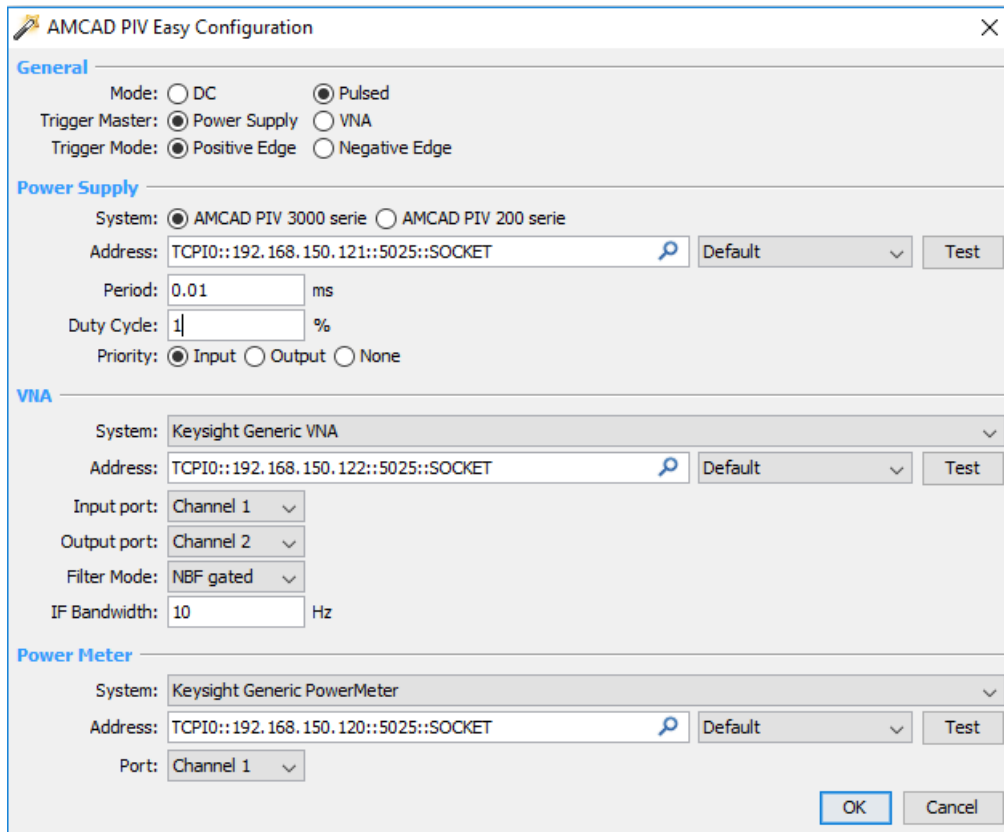 AMCAD PIV Easy Configuration
General
Mode: DC Pulsed
Trigger Master: Power Supply VNA
Trigger Mode: Positive Edge Negative Edge
Power Supply
System: AMCAD PIV 3000 serie AMCAD PIV 200 serie
Address: TCPI0::192.168.150.121::5025::SOCKET Default Test
Period: 0.01 ms
Duty Cycle: 1 %
Priority: Input Output None
VNA
System: Keysight Generic VNA
Address: TCPI0::192.168.150.122::5025::SOCKET Default Test
Input port: Channel 1
Output port: Channel 2
Filter Mode: NBF gated
IF Bandwidth: 10 Hz
Power Meter
System: Keysight Generic PowerMeter
Address: TCPI0::192.168.150.120::5025::SOCKET Default Test
Port: Channel 1
OK Cancel